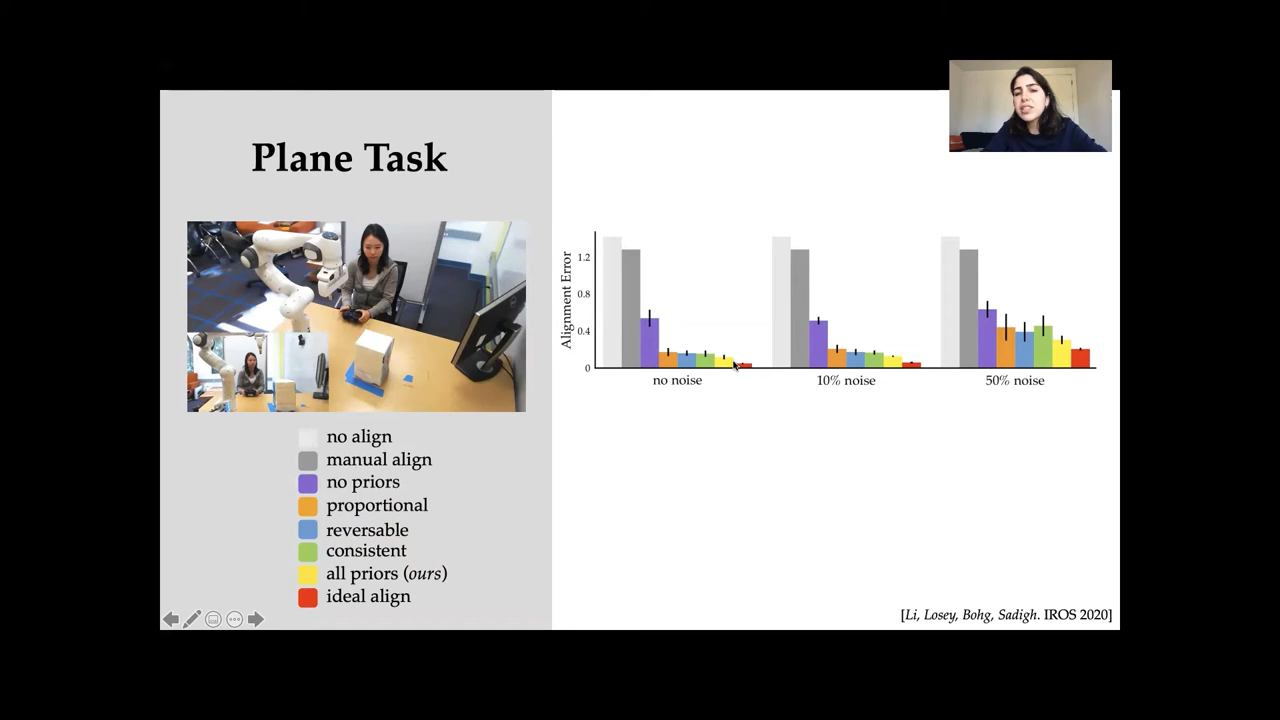 Plane Task
no align
manual align
no priors
proportional
reversable
consistent
all priors (ours)
ideal align
Alignment Error
1.2
0.8
0.4
0
no noise
10% noise
50% noise
[Li, Losey, Bohg, Sadigh. IROS 2020]